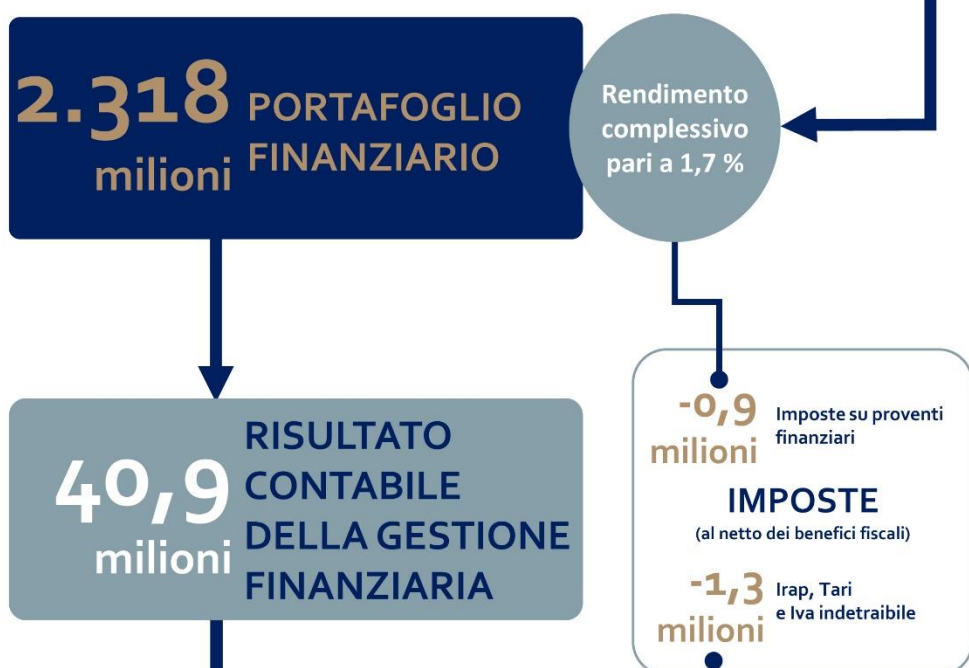 2.318
milioni
PORTAFOGLIO
FINANZIARIO
Rendimento
complessivo
pari a 1,7 %
40,9
milioni
RISULTATO
CONTABILE
DELLA GESTIONE
FINANZIARIA
-0,9
milioni
Imposte su proventi
finanziari
IMPOSTE
(al netto dei benefici fiscali)
-1,3
milioni
Irap, Tari
e Iva indetraibile